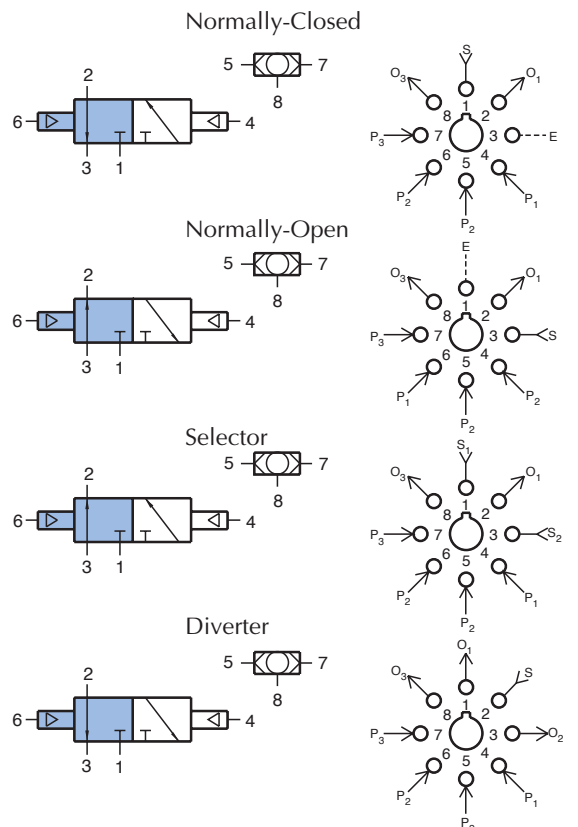 Normally-Closed
5 7
8
2
6 4
3 1
S
O₃ O₁
8 1 2
P₃ 7 3 E
6 5 4
P₂ P₁
P₂
Normally-Open
5 7
8
2
6 4
3 1
E
O₃ O₁
8 1 2
P₃ 7 3 S
6 5 4
P₁ P₂
P₂
Selector
5 7
8
2
6 4
3 1
S₁
O₃ O₁
8 1 2
P₃ 7 3 S₂
6 5 4
P₂ P₁
P₂
Diverter
5 7
8
2
6 4
3 1
O₁
O₃ S
8 1 2
P₃ 7 3 O₂
6 5 4
P₂ P₁
P₂